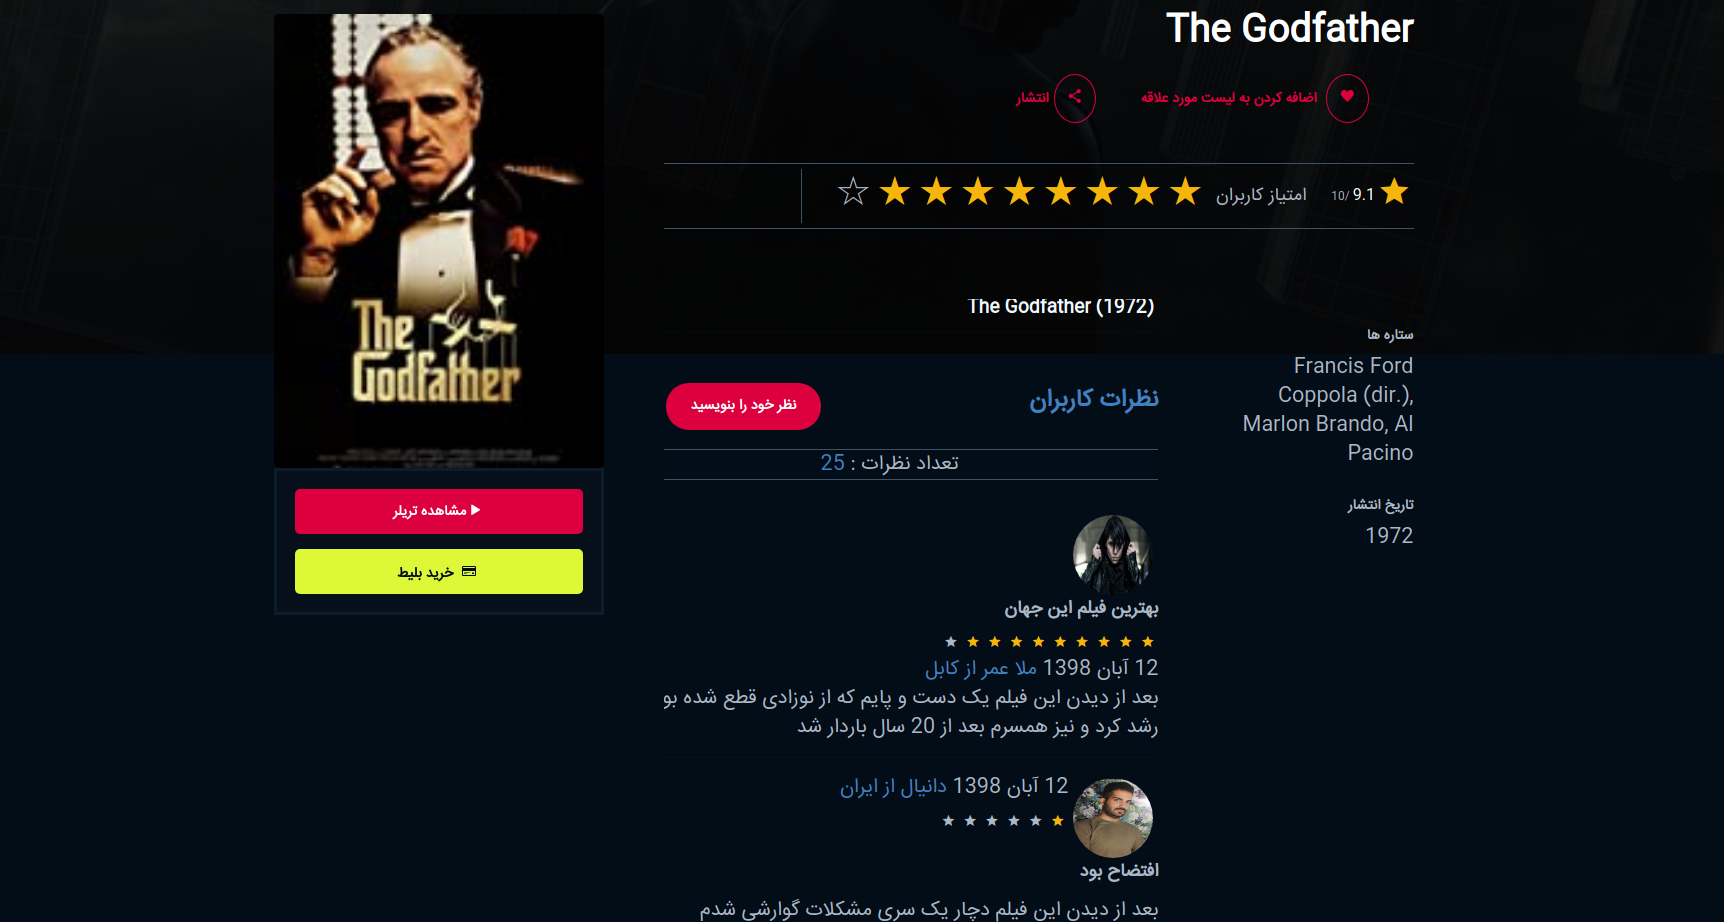 The Godfather
اضافه کردن به لیست مورد علاقه
انتشار
9.1 /10
امتیاز کاربران
The Godfather (1972)
ستاره ها
Francis Ford
Coppola (dir.),
Marlon Brando, Al
Pacino
تاریخ انتشار
1972
نظرات کاربران
نظر خود را بنویسید
تعداد نظرات : 25
بهترین فیلم این جهان
12 آبان 1398 ملا عمر از کابل
بعد از دیدن این فیلم یک دست و پایم که از نوزادی قطع شده بو
رشد کرد و نیز همسرم بعد از 20 سال باردار شد
12 آبان 1398 دانیال از ایران
افتضاح بود
بعد از دیدن این فیلم دچار یک سری مشکلات گوارشی شدم
The
Godfather
مشاهده تریلر
خرید بلیط